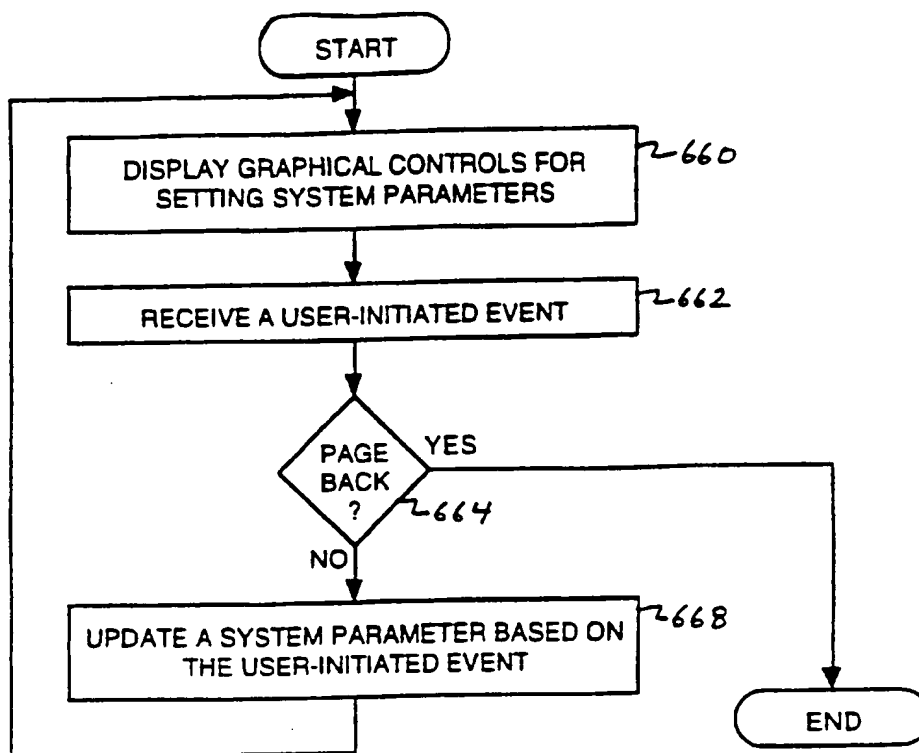 START
DISPLAY GRAPHICAL CONTROLS FOR
SETTING SYSTEM PARAMETERS
660
RECEIVE A USER-INITIATED EVENT
662
PAGE
BACK
?
YES
664
NO
UPDATE A SYSTEM PARAMETER BASED ON
THE USER-INITIATED EVENT
668
END